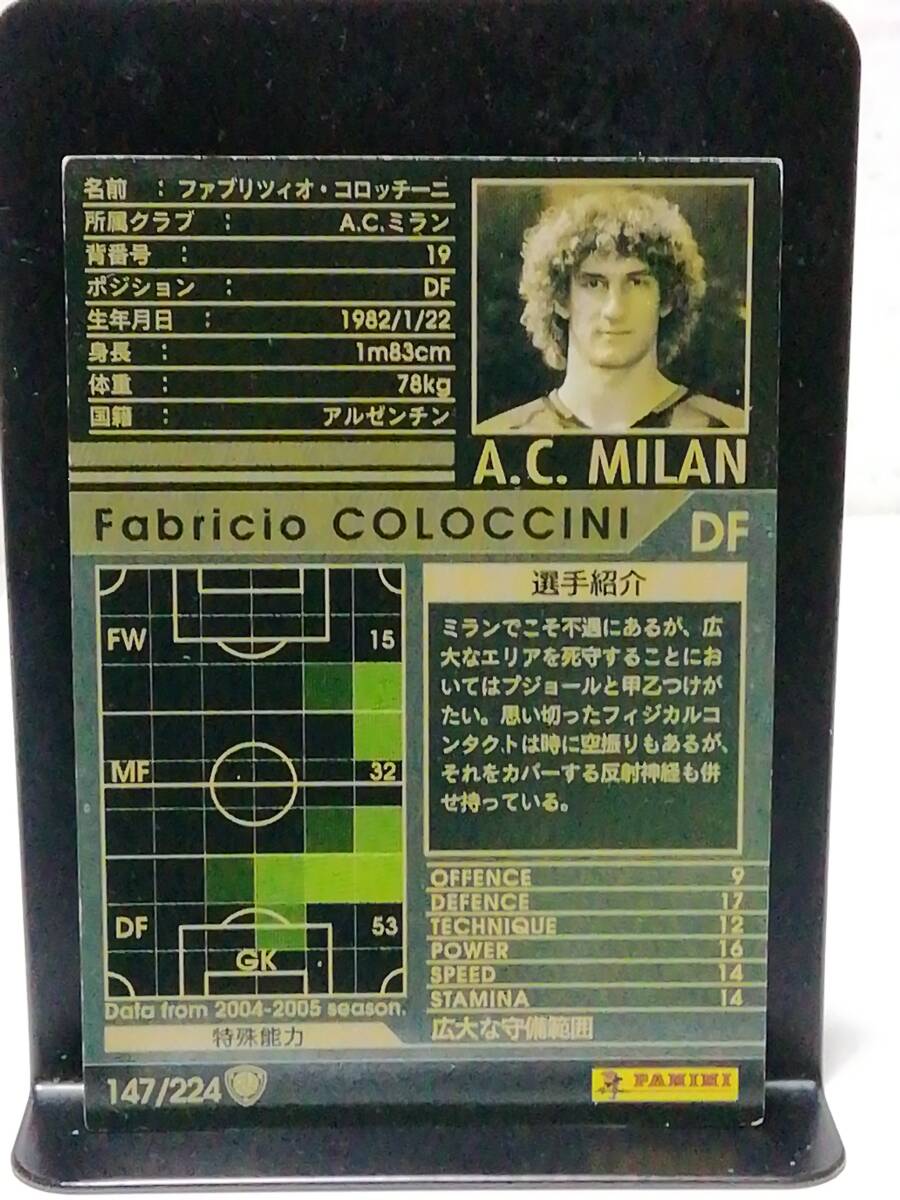 名前 : ファブリツィオ・コロッチーニ
所属クラブ : A.C.ミラン
背番号 : 19
ポジション : DF
生年月日 : 1982/1/22
身長 : 1m83cm
体重 : 78kg
国籍 : アルゼンチン
A.C. MILAN
Fabricio COLOCCINI DF
FW 15
MF 32
DF 53
GK
Data from 2004-2005 season.
特殊能力
選手紹介
ミランでこそ不遇にあるが、広
大なエリアを死守することにお
いてはプジョールと甲乙つけが
たい。思い切ったフィジカルコ
ンタクトは時に空振りもあるが、
それをカバーする反射神経も併
せ持っている。
OFFENCE 9
DEFENCE 17
TECHNIQUE 12
POWER 16
SPEED 14
STAMINA 14
広大な守備範囲
147/224
PANINI